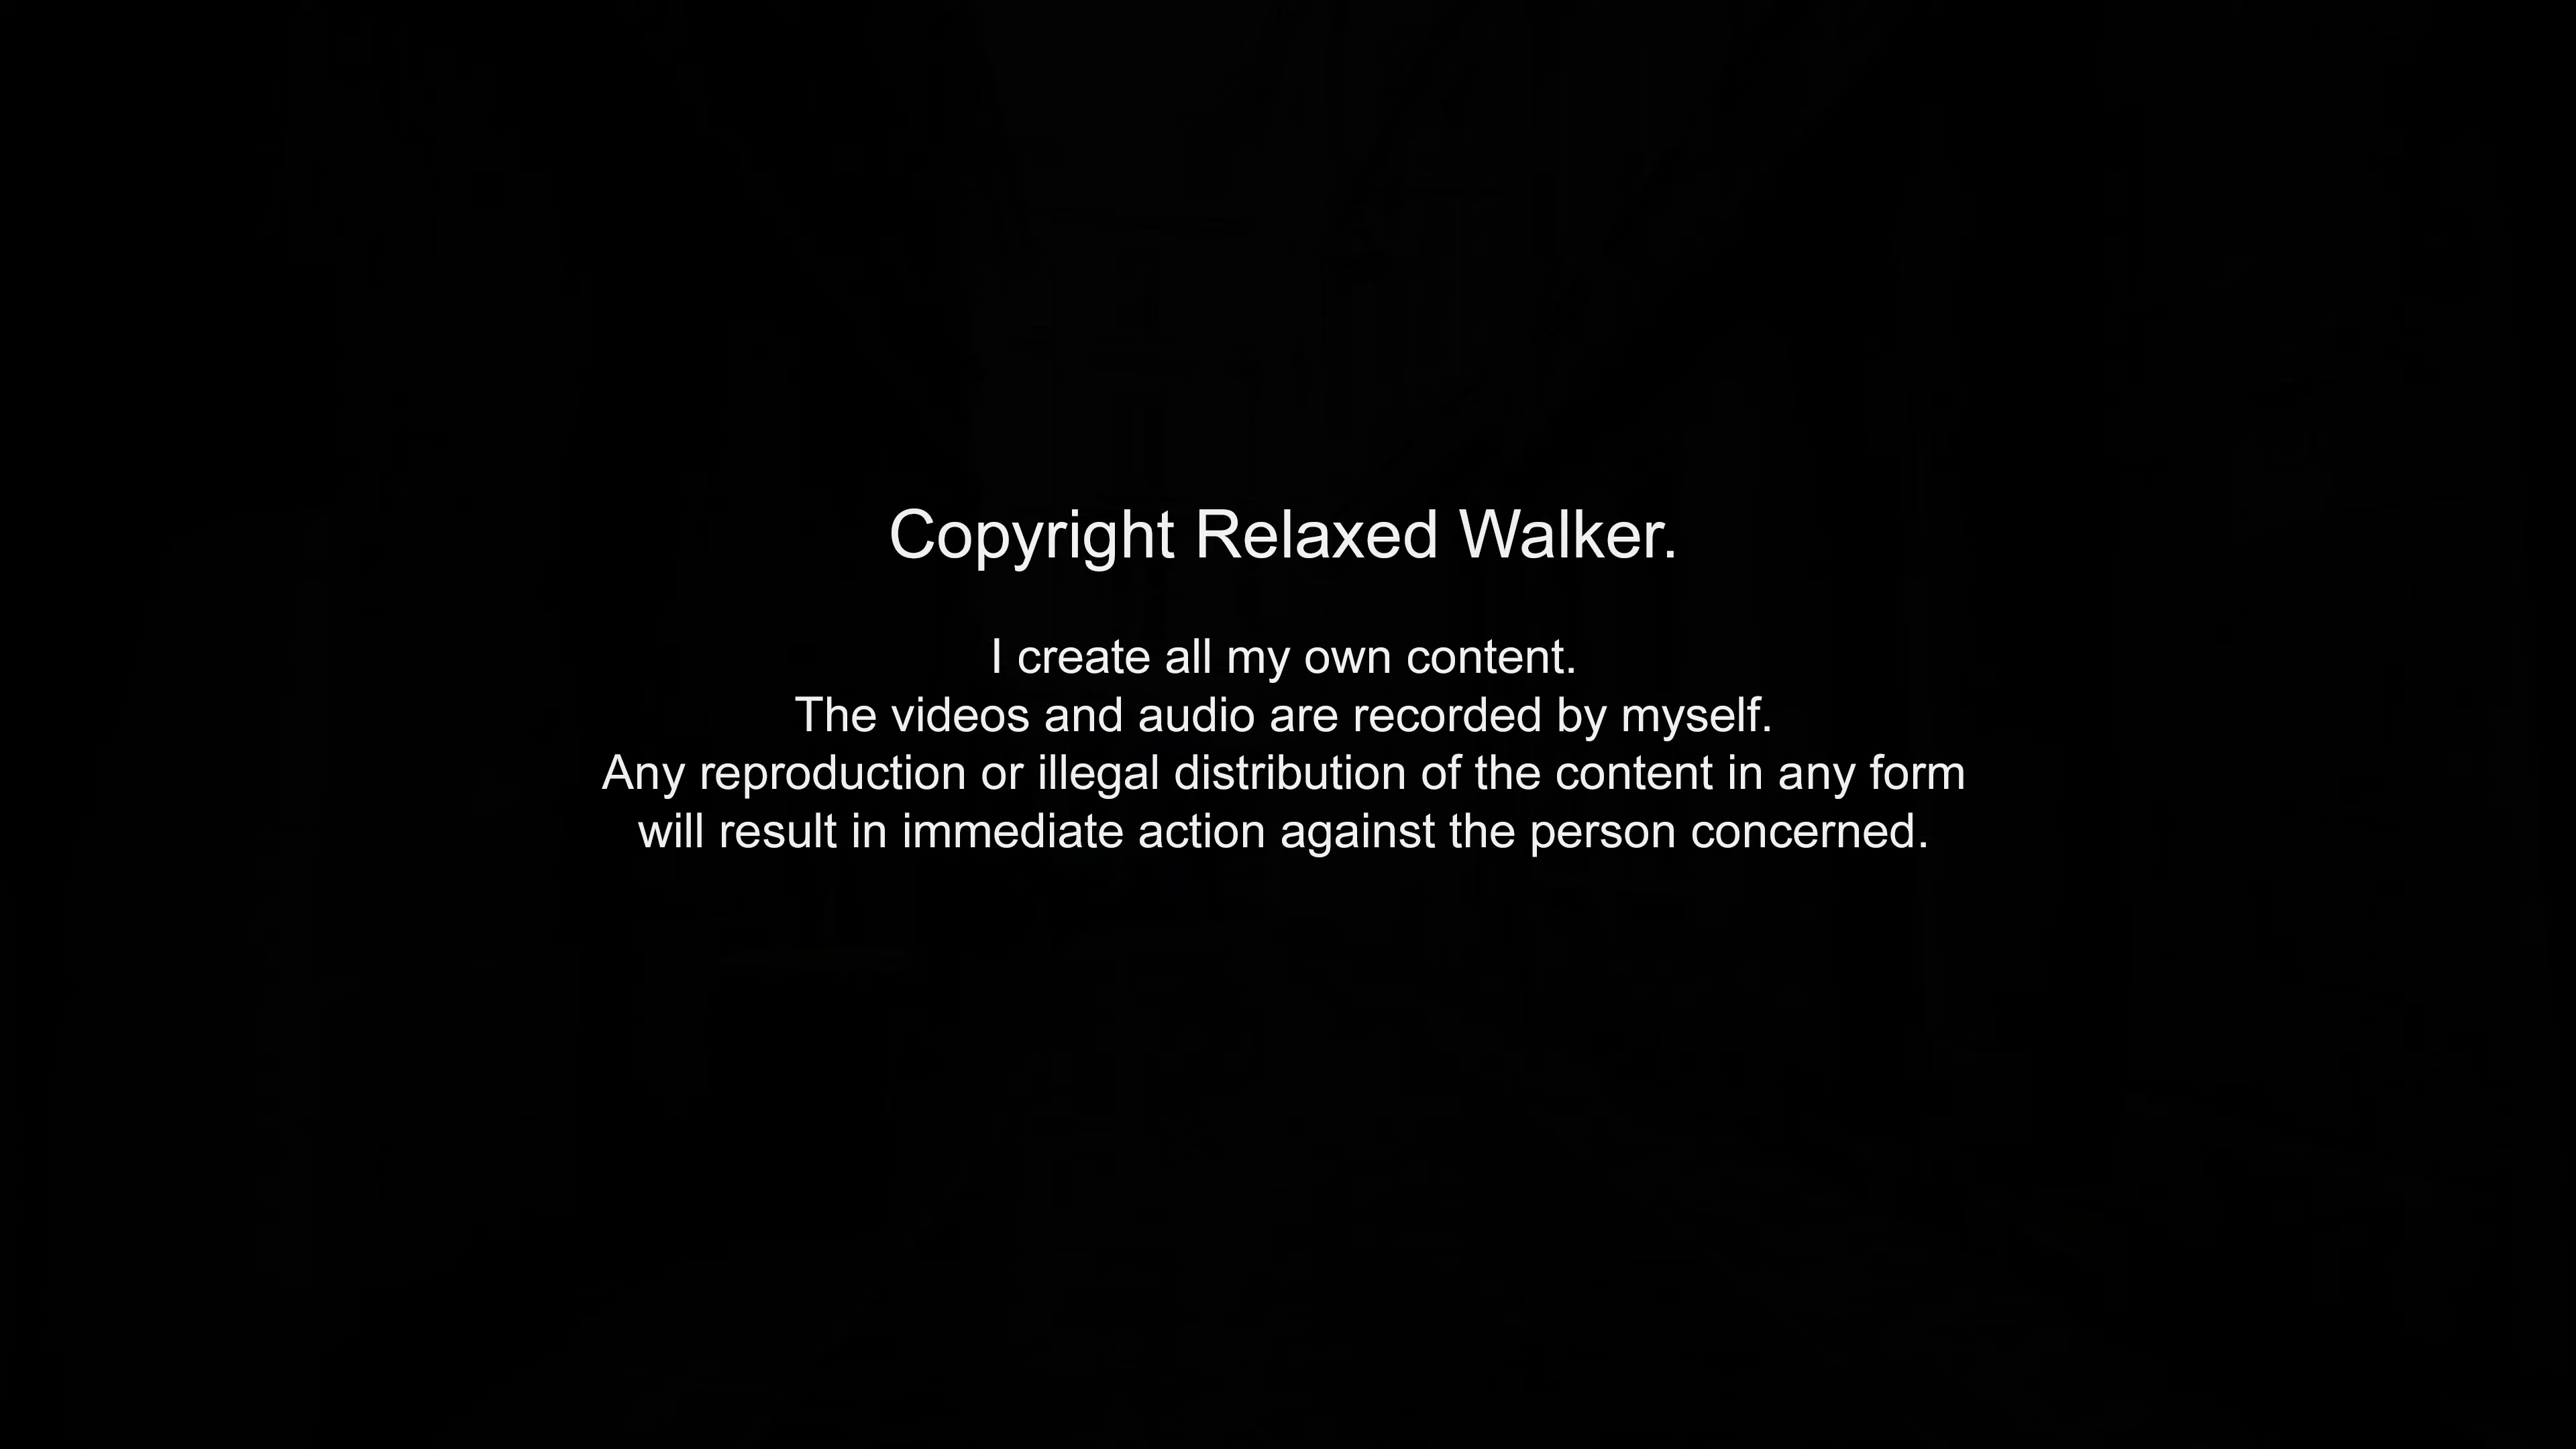 Copyright Relaxed Walker.
I create all my own content.
The videos and audio are recorded by myself.
Any reproduction or illegal distribution of the content in any form
will result in immediate action against the person concerned.